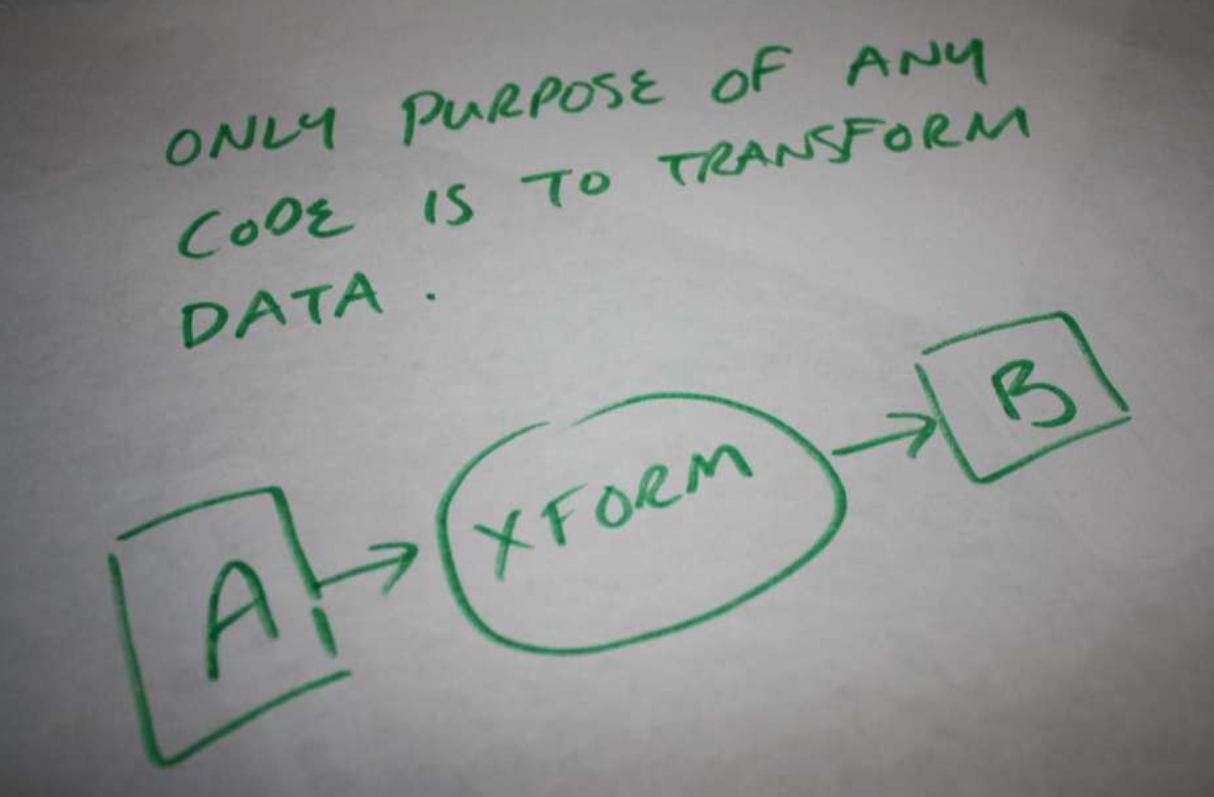 ONLY PURPOSE OF ANY
CODE IS TO TRANSFORM
DATA.
A
XFORM
B